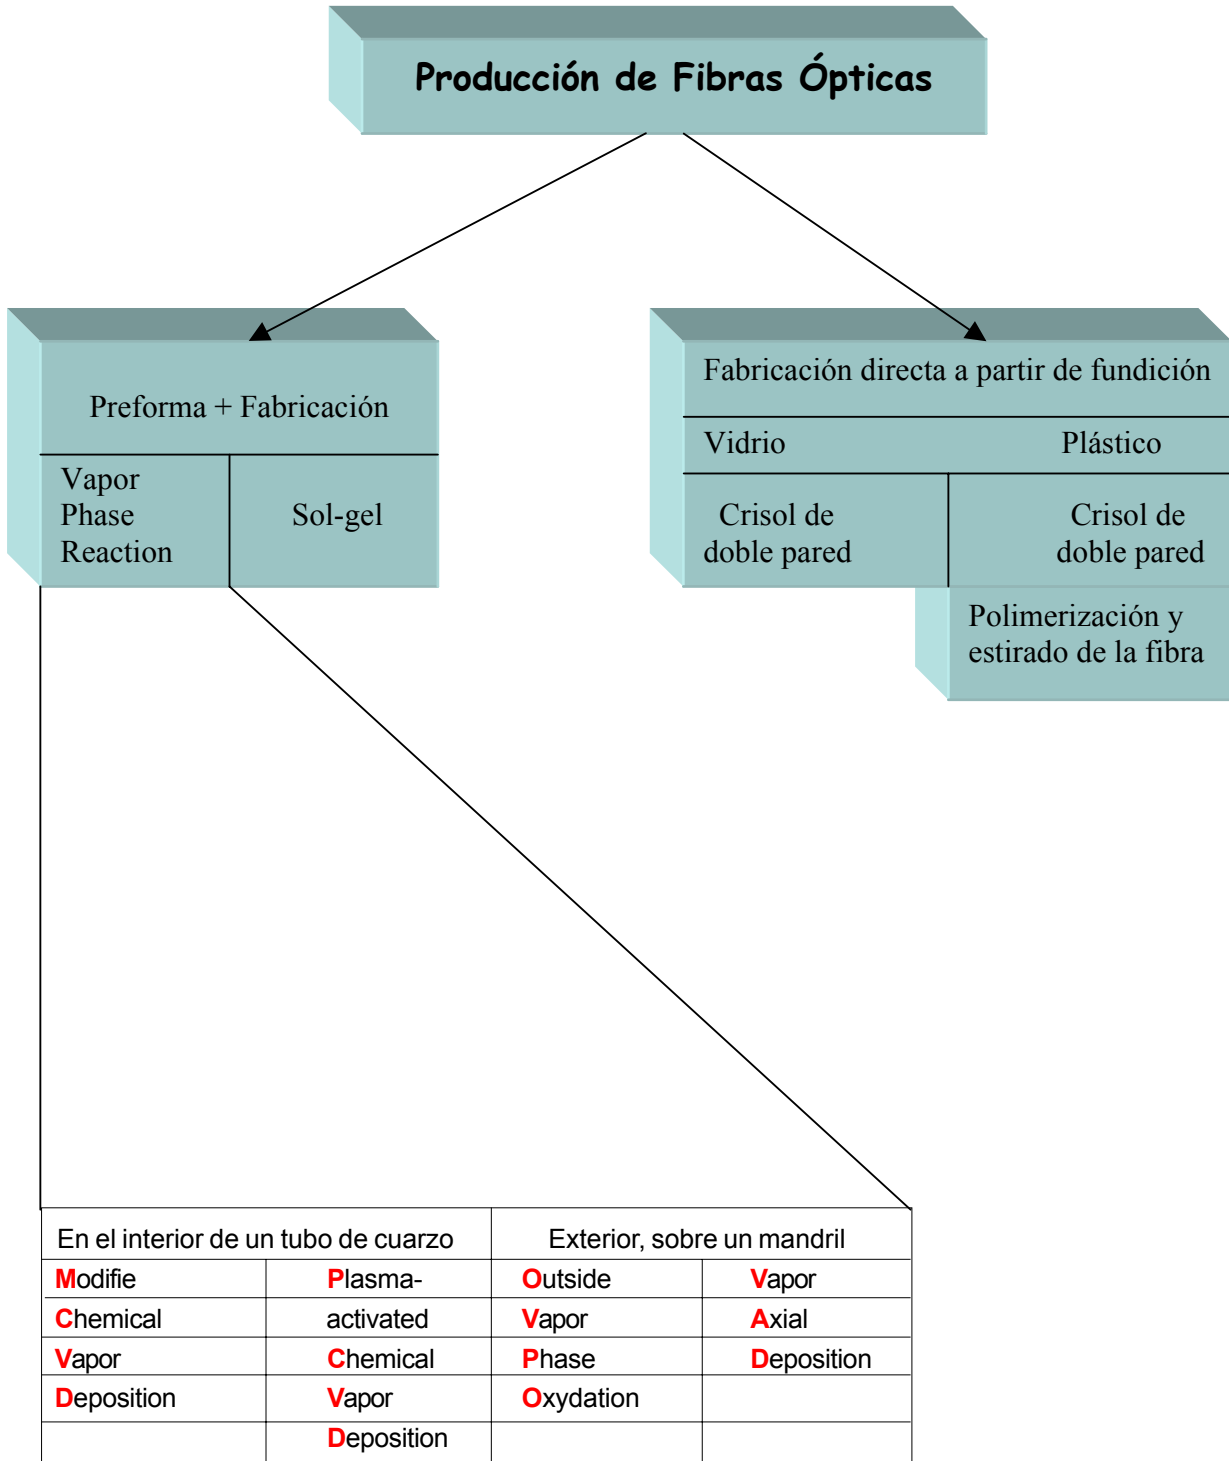 Producción de Fibras Ópticas
Preforma + Fabricación
Vapor
Phase
Reaction
Sol-gel
Fabricación directa a partir de fundición
Vidrio
Plástico
Crisol de
doble pared
Crisol de
doble pared
Polimerización y
estirado de la fibra
En el interior de un tubo de cuarzo
Exterior, sobre un mandril
Modifie
Chemical
Vapor
Deposition
Plasma-
activated
Chemical
Vapor
Deposition
Outside
Vapor
Phase
Oxydation
Vapor
Axial
Deposition